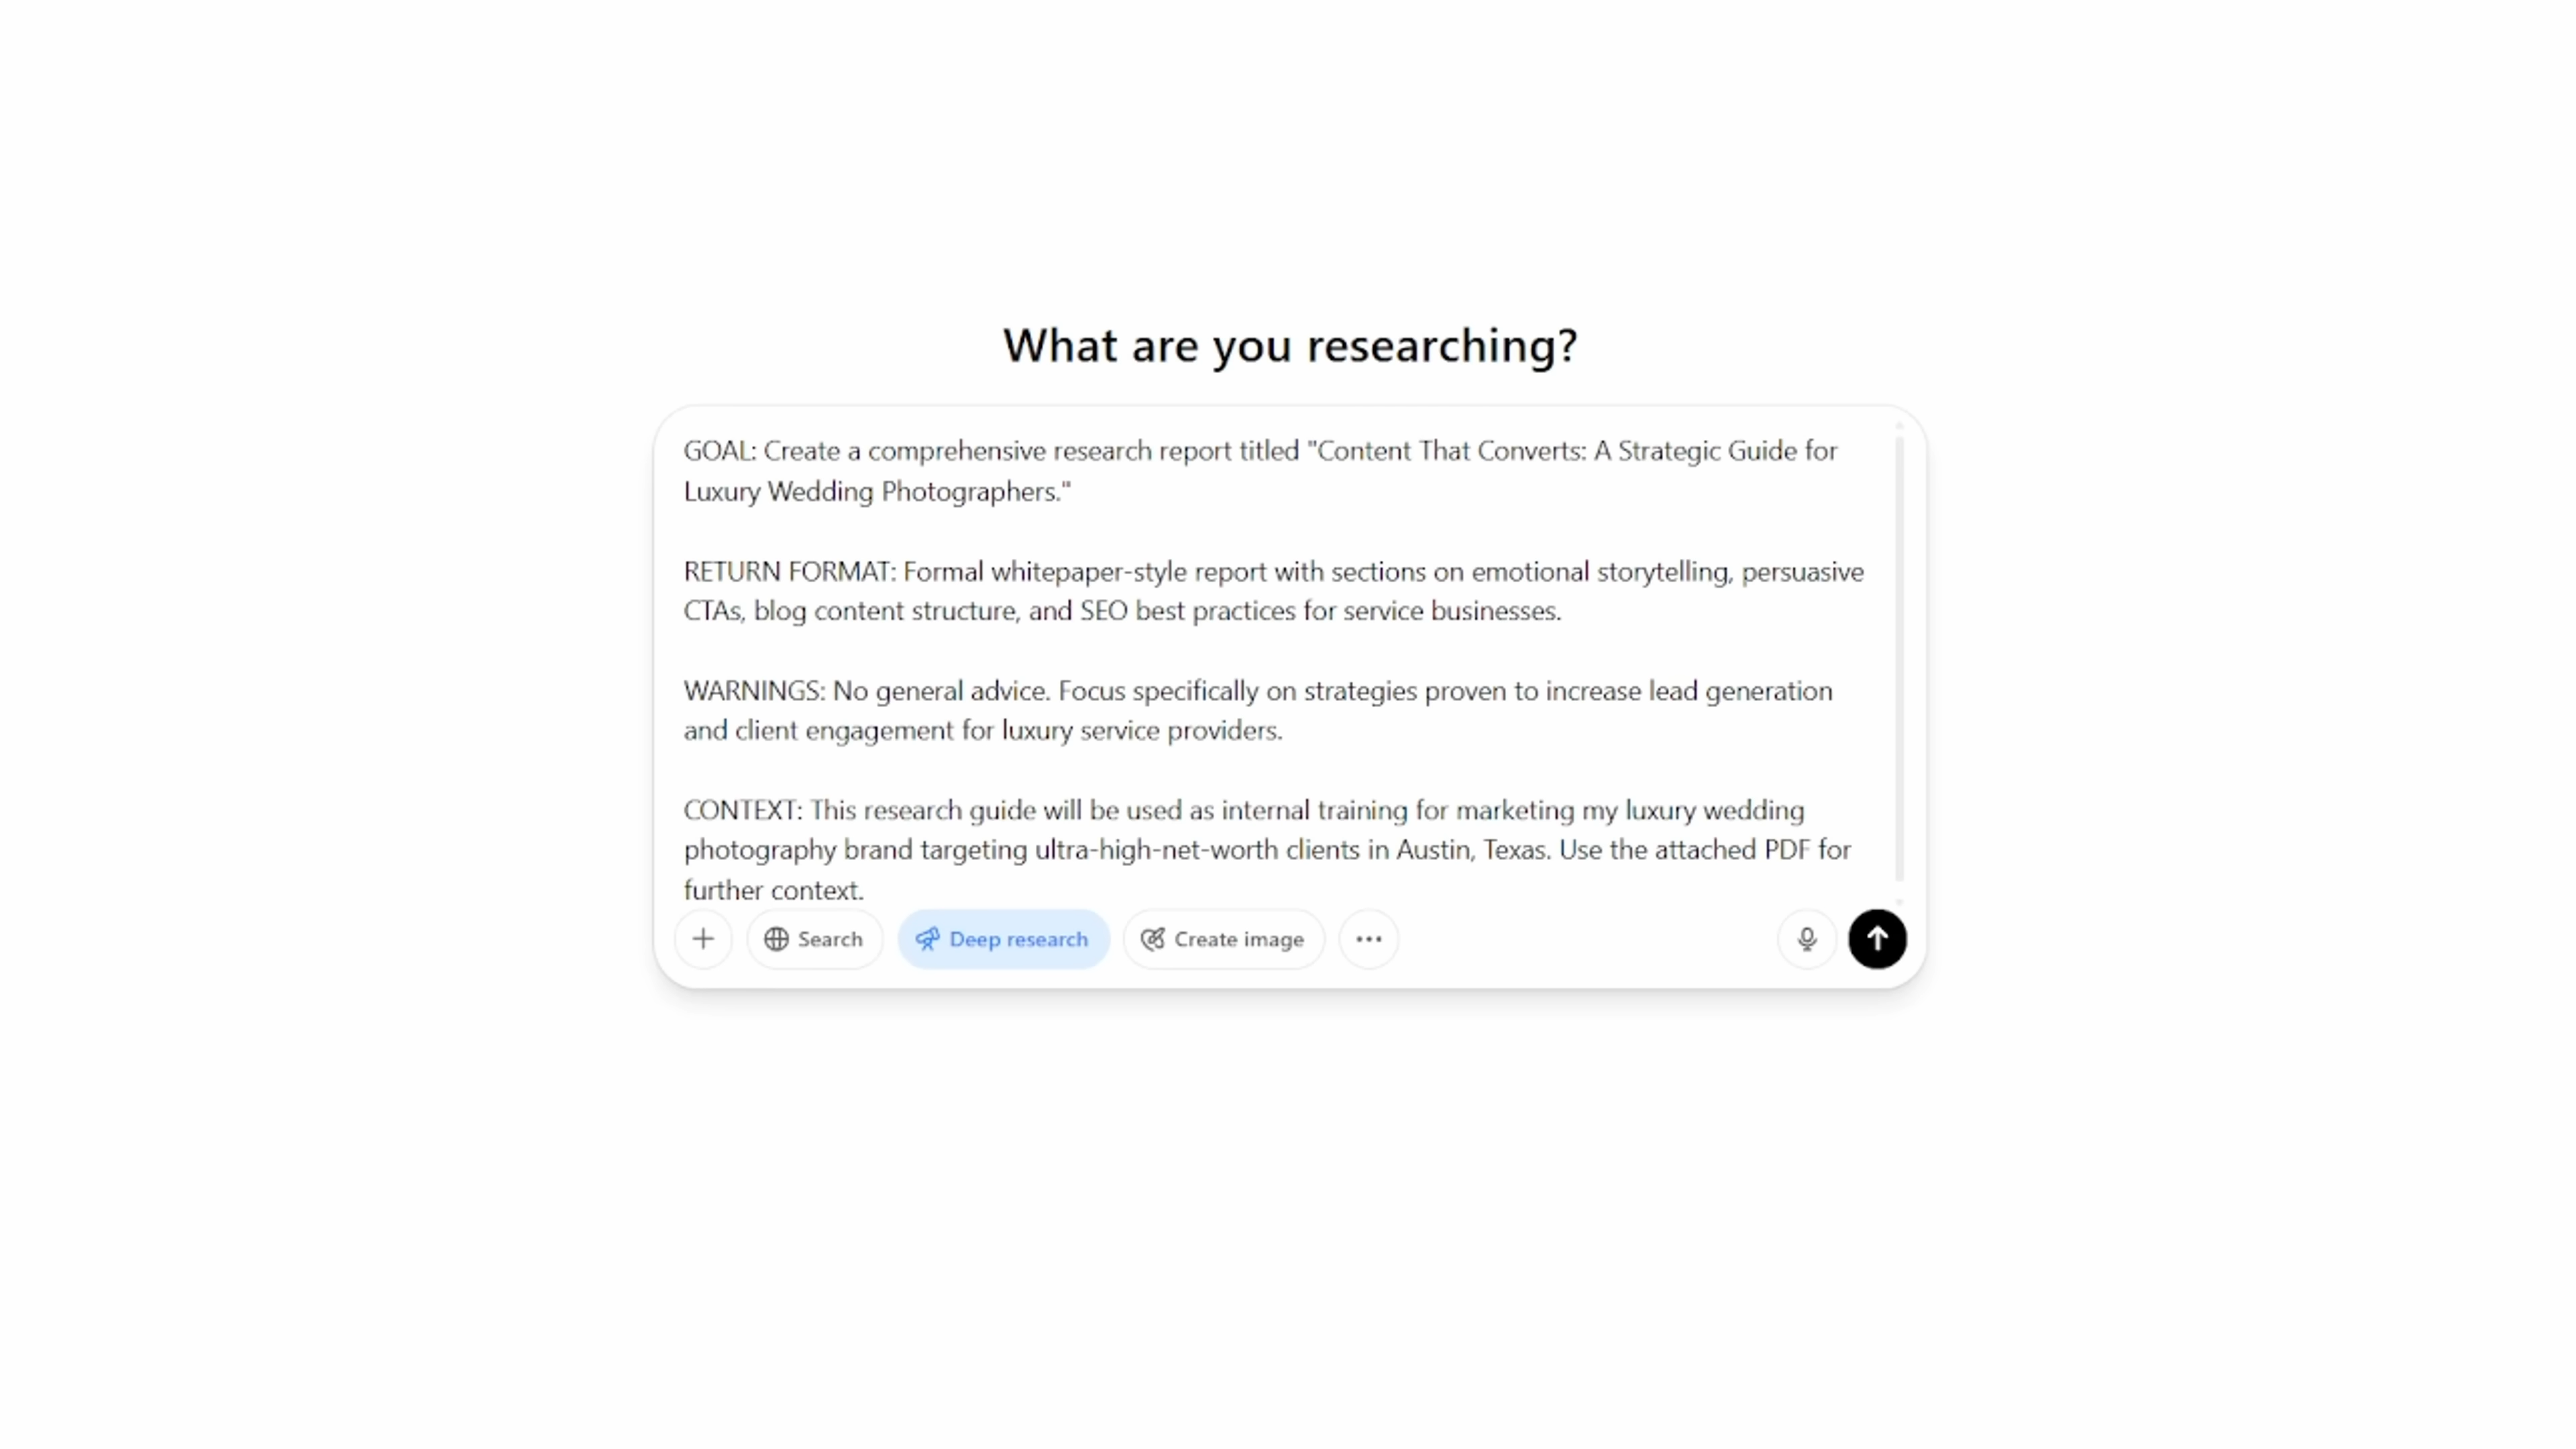 What are you researching?
GOAL: Create a comprehensive research report titled "Content That Converts: A Strategic Guide for
Luxury Wedding Photographers."
RETURN FORMAT: Formal whitepaper-style report with sections on emotional storytelling, persuasive
CTAs, blog content structure, and SEO best practices for service businesses.
WARNINGS: No general advice. Focus specifically on strategies proven to increase lead generation
and client engagement for luxury service providers.
CONTEXT: This research guide will be used as internal training for marketing my luxury wedding
photography brand targeting ultra-high-net-worth clients in Austin, Texas. Use the attached PDF for
further context.
Search Deep research Create image